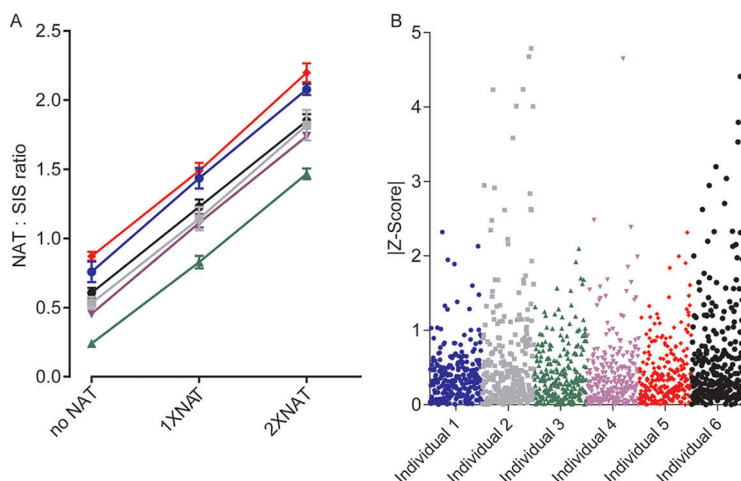 A
2.5
2.0
1.5
1.0
0.5
0.0
NAT : SIS ratio
no NAT
1XNAT
2XNAT
B
5
4
3
2
1
0
|Z-Score|
Individual 1
Individual 2
Individual 3
Individual 4
Individual 5
Individual 6